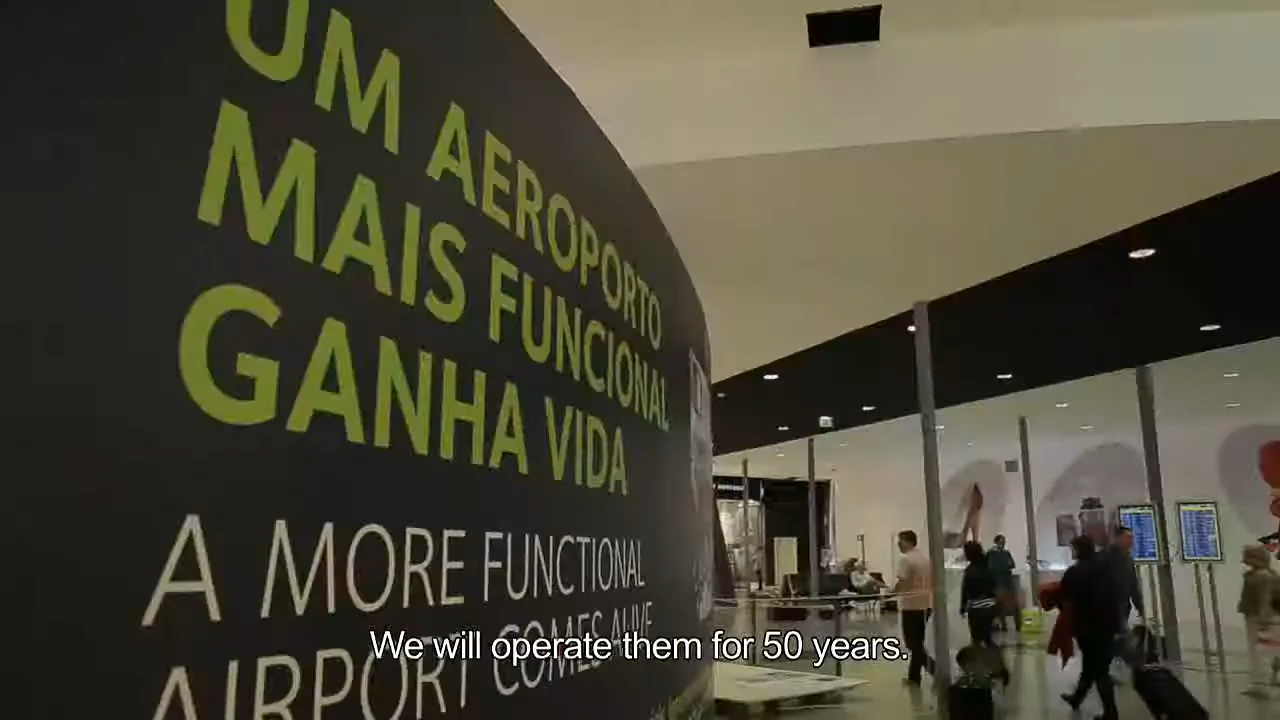 UM AEROPORTO
MAIS FUNCIONAL
GANHA VIDA
A MORE FUNCTIONAL
AIRPORT COMES ALIVE
We will operate them for 50 years.